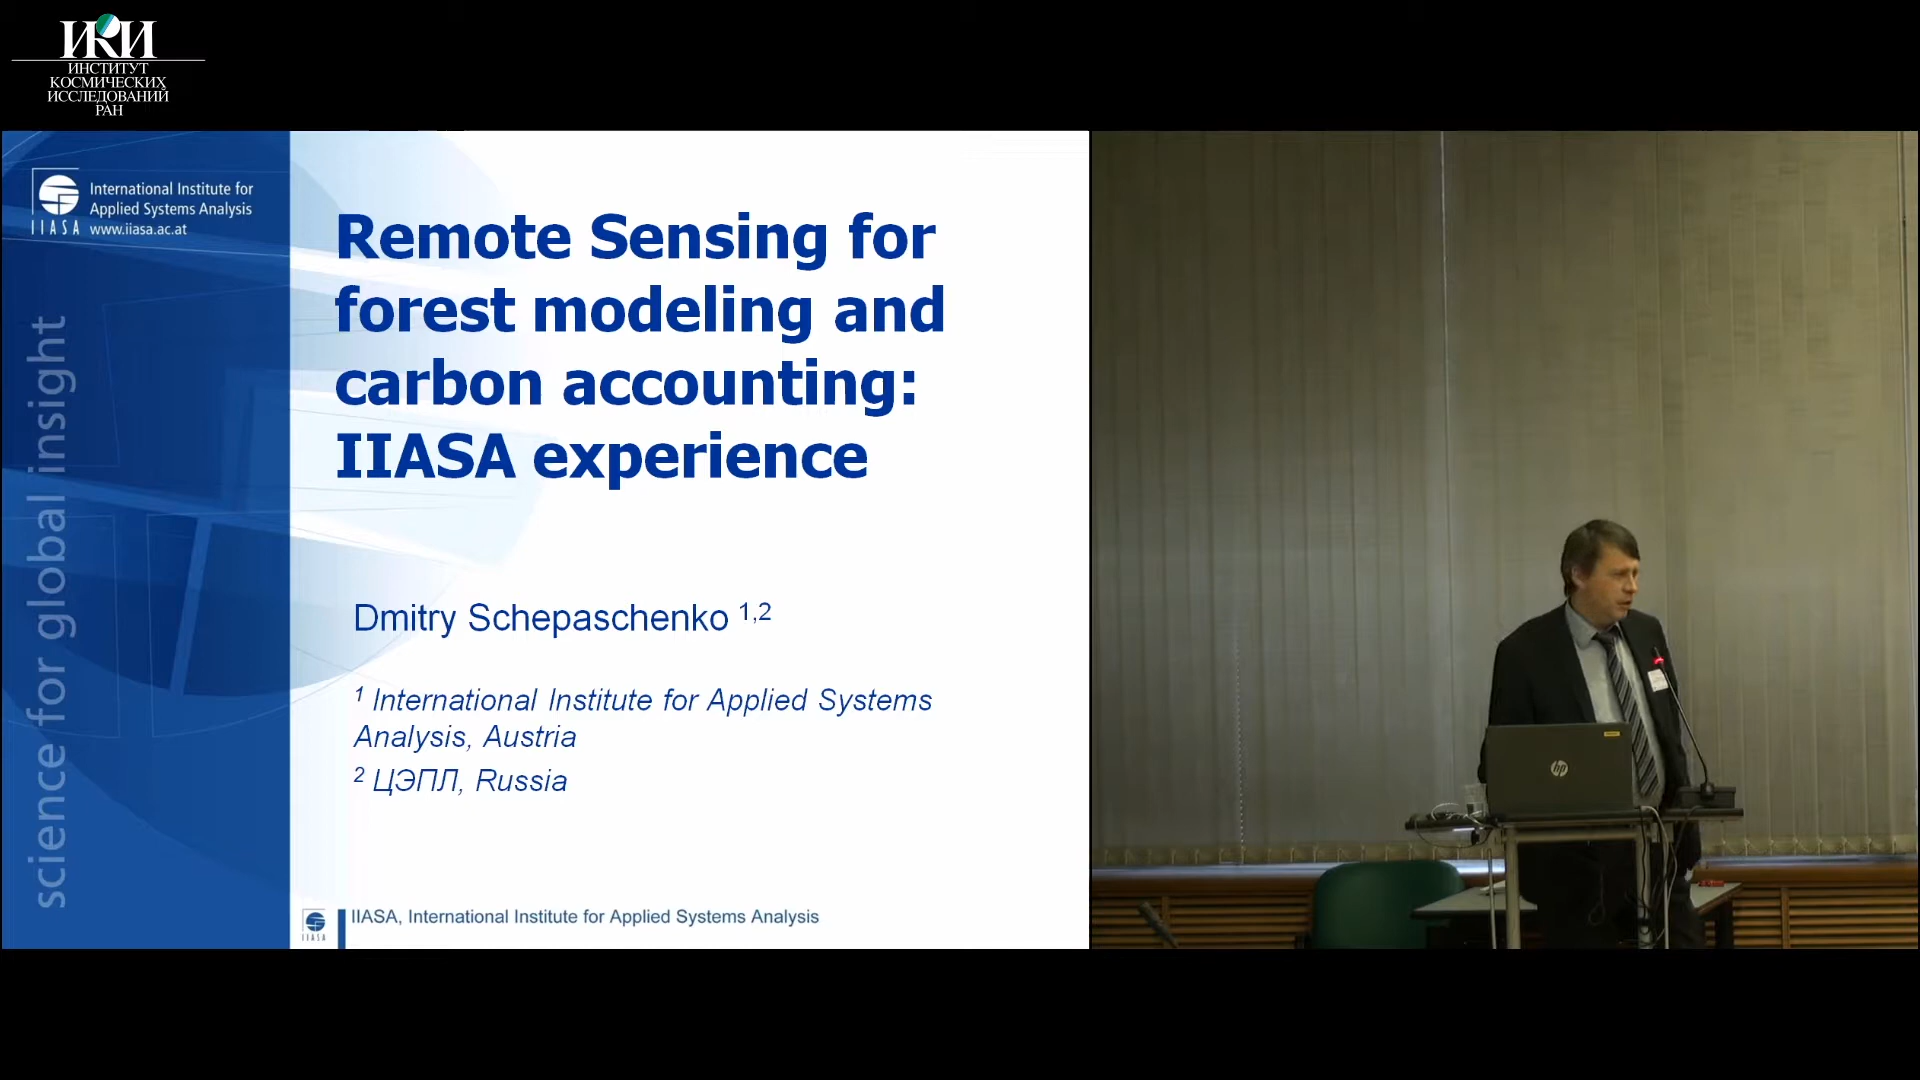 ИКИ
ИНСТИТУТ
КОСМИЧЕСКИХ
ИССЛЕДОВАНИЙ
РАН
International Institute for
Applied Systems Analysis
IIASA www.iiasa.ac.at
science for global insight
Remote Sensing for
forest modeling and
carbon accounting:
IIASA experience
Dmitry Schepaschenko 1,2
1 International Institute for Applied Systems
Analysis, Austria
2 ЦЭПЛ, Russia
IIASA
IIASA, International Institute for Applied Systems Analysis
hp